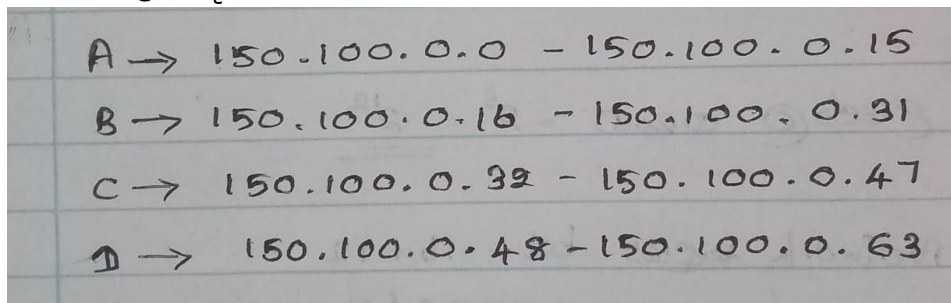 A → 150.100.0.0 - 150.100.0.15
B → 150.100.0.16 - 150.100.0.31
C → 150.100.0.32 - 150.100.0.47
D → 150.100.0.48 - 150.100.0.63